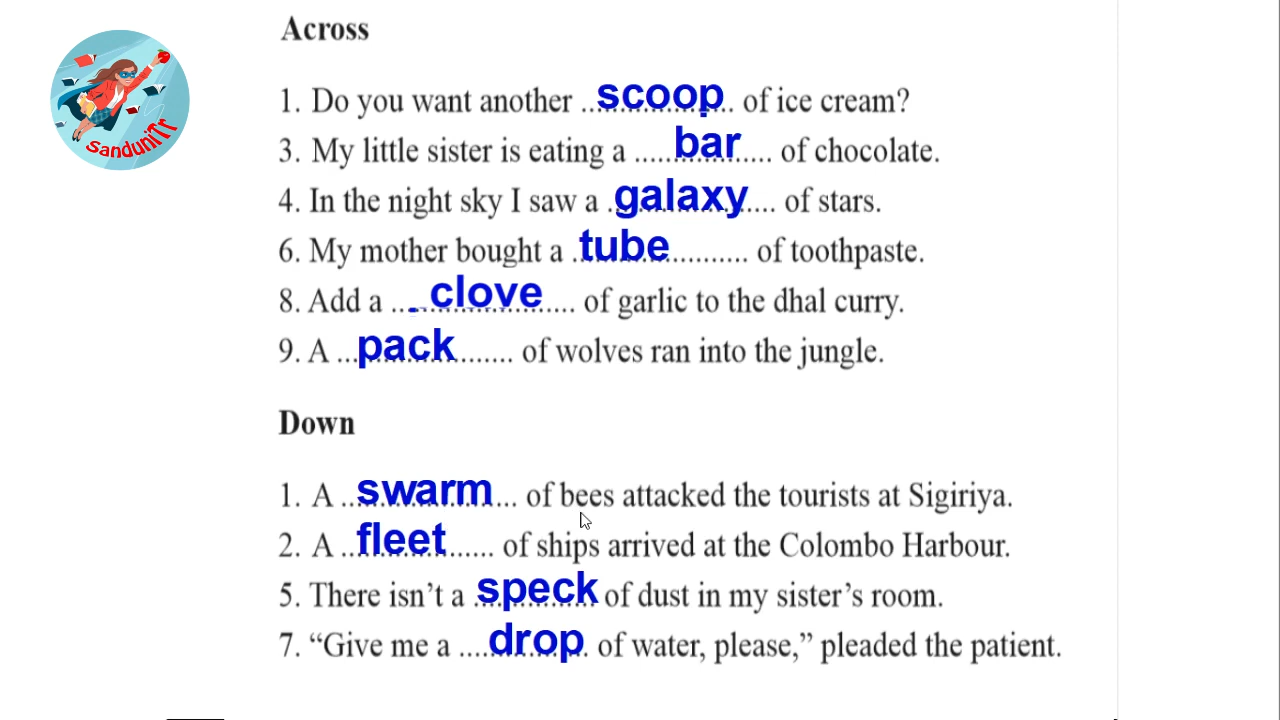 Across
1. Do you want another ..scoop.. of ice cream?
3. My little sister is eating a .....bar.... of chocolate.
4. In the night sky I saw a .galaxy.... of stars.
6. My mother bought a .tube........... of toothpaste.
8. Add a ...clove.... of garlic to the dhal curry.
9. A ...pack........ of wolves ran into the jungle.
Down
1. A ..swarm... of bees attacked the tourists at Sigiriya.
2. A ..fleet...... of ships arrived at the Colombo Harbour.
5. There isn’t a speck of dust in my sister’s room.
7. “Give me a ....drop. of water, please,” pleaded the patient.
sanduniTr